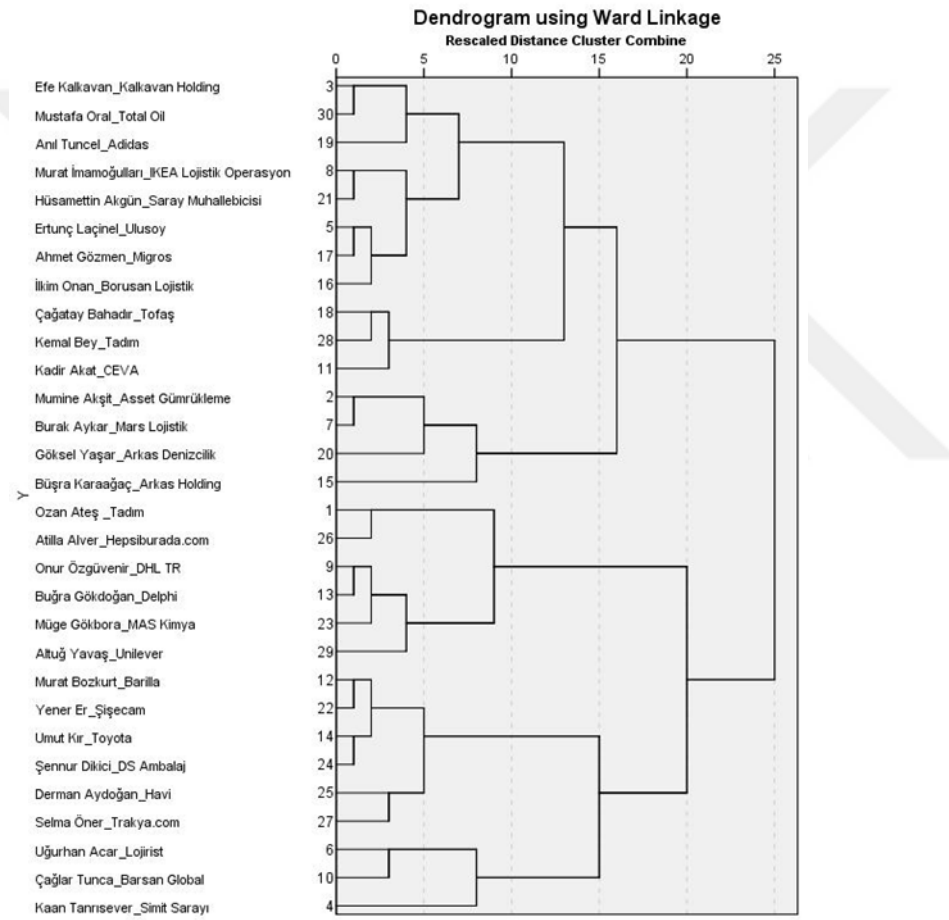 Dendrogram using Ward Linkage
Rescaled Distance Cluster Combine
0 5 10 15 20 25
Efe Kalkavan_Kalkavan Holding 3
Mustafa Oral_Total Oil 30
Anıl Tuncel_Adidas 19
Murat İmamoğulları_IKEA Lojistik Operasyon 8
Hüsamettin Akgün_Saray Muhallebicisi 21
Ertunç Laçinel_Ulusoy 5
Ahmet Gözmen_Migros 17
İlkim Onan_Borusan Lojistik 16
Çağatay Bahadır_Tofaş 18
Kemal Bey_Tadım 28
Kadir Akat_CEVA 11
Mumine Akşit_Asset Gümrükleme 2
Burak Aykar_Mars Lojistik 7
Göksel Yaşar_Arkas Denizcilik 20
Büşra Karaağaç_Arkas Holding 15
Y
Ozan Ateş _Tadım 1
Atilla Alver_Hepsiburada.com 26
Onur Özgüvenir_DHL TR 9
Buğra Gökdoğan_Delphi 13
Müge Gökbora_MAS Kimya 23
Altuğ Yavaş_Unilever 29
Murat Bozkurt_Barilla 12
Yener Er_Şişecam 22
Umut Kır_Toyota 14
Şennur Dikici_DS Ambalaj 24
Derman Aydoğan_Havi 25
Selma Öner_Trakya.com 27
Uğurhan Acar_Lojirist 6
Çağlar Tunca_Barsan Global 10
Kaan Tanrısever_Simit Sarayı 4